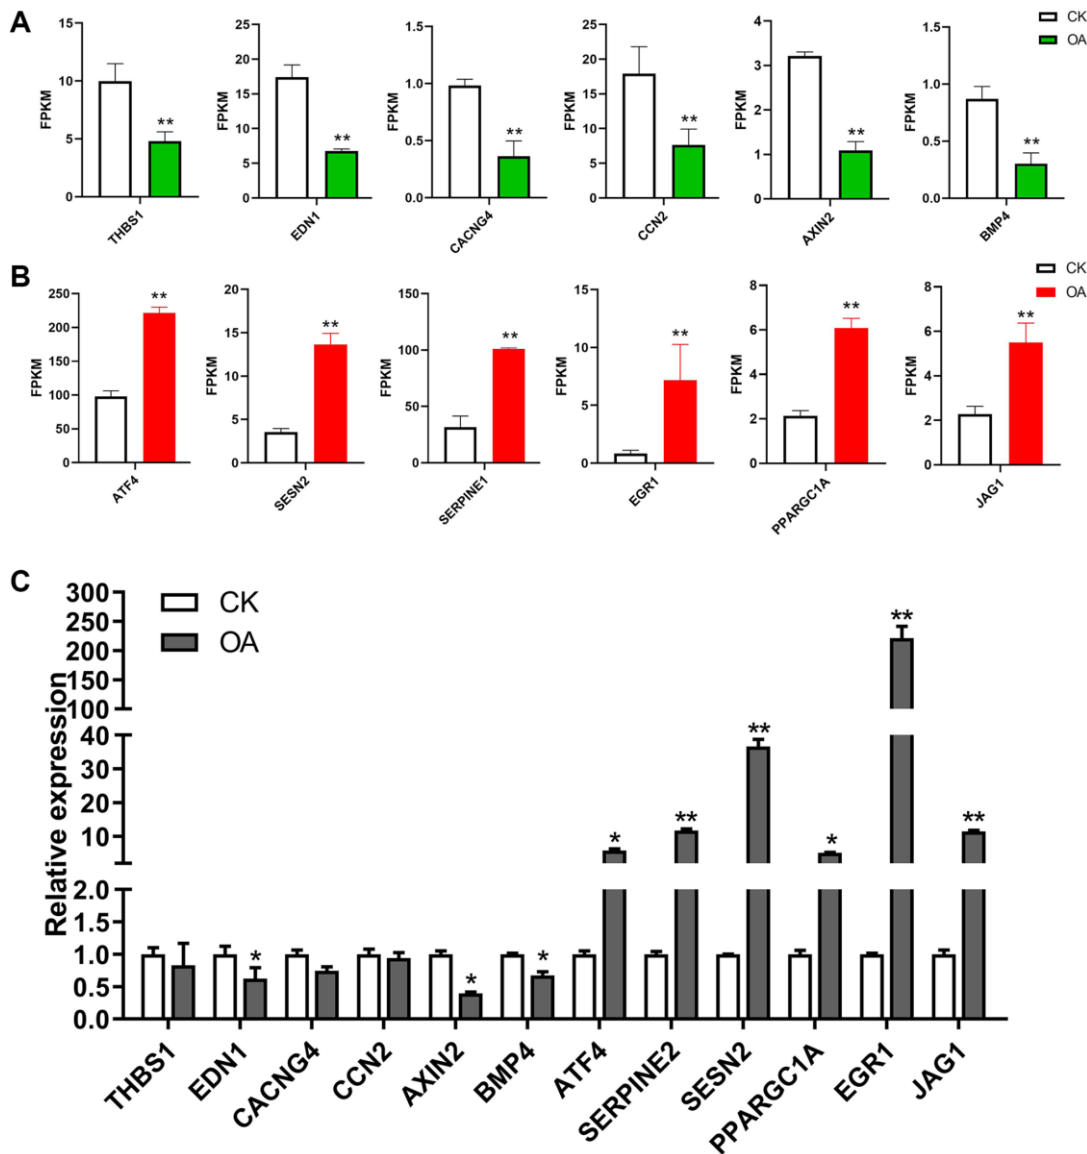 A
CK
OA
FPKM
15
10
5
0
**
THBS1
FPKM
25
20
15
10
5
0
**
EDN1
FPKM
1.5
1.0
0.5
0.0
**
CACNG4
FPKM
25
20
15
10
5
0
**
CCN2
FPKM
4
3
2
1
0
**
AXIN2
FPKM
1.5
1.0
0.5
0.0
**
BMP4
B
CK
OA
FPKM
250
200
150
100
50
0
**
ATF4
FPKM
20
15
10
5
0
**
SESN2
FPKM
150
100
50
0
**
SERPINE1
FPKM
15
10
5
0
**
EGR1
FPKM
8
6
4
2
0
**
PPARGC1A
FPKM
8
6
4
2
0
**
JAG1
C
CK
OA
Relative expression
300
250
200
150
100
40
30
20
10
2.0
1.5
1.0
0.5
0.0
*
*
*
*
**
**
*
**
**
THBS1
EDN1
CACNG4
CCN2
AXIN2
BMP4
ATF4
SERPINE2
SESN2
PPARGC1A
EGR1
JAG1